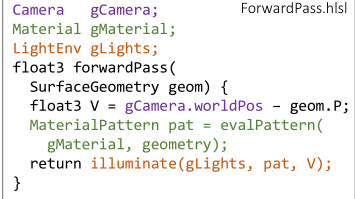 Camera   gCamera;
ForwardPass.hlsl
Material gMaterial;
LightEnv gLights;
float3 forwardPass(
  SurfaceGeometry geom) {
  float3 V = gCamera.worldPos – geom.P;
  MaterialPattern pat = evalPattern(
    gMaterial, geometry);
  return illuminate(gLights, pat, V);
}